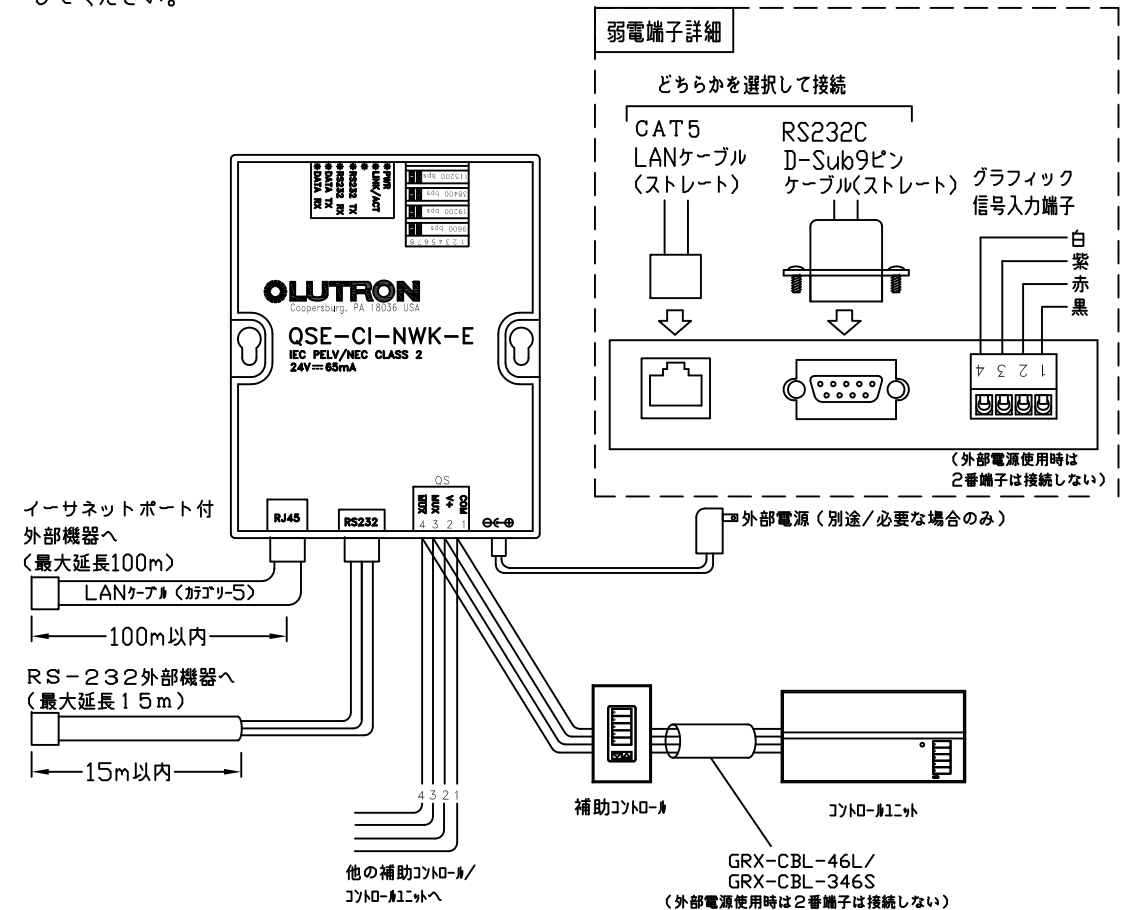 してください。
弱電端子詳細
どちらかを選択して接続
CAT5
LANケーブル
(ストレート)
RS232C
D-Sub9ピン
ケーブル(ストレート)
グラフィック
信号入力端子
白
紫
赤
黒
4 3 2 1
(外部電源使用時は
2番端子は接続しない)
PWR
LINK/ACT
RS232 TX
RS232 RX
DATA TX
DATA RX
115200 bps
38400 bps
19200 bps
9600 bps
1 2 3 4 5 6 7 8
LUTRON
Coopersburg, PA 18036 USA
QSE-CI-NWK-E
IEC PELV/NEC CLASS 2
24V⎓65mA
QS
MUX MUX V+ COM
4 3 2 1
RJ45
RS232
外部電源(別途/必要な場合のみ)
イーサネットポート付
外部機器へ
(最大延長100m)
LANケーブル(カテゴリー5)
100m以内
RS-232外部機器へ
(最大延長15m)
15m以内
4 3 2 1
他の補助コントロール/
コントロールユニットへ
補助コントロール
コントロールユニット
GRX-CBL-46L/
GRX-CBL-346S
(外部電源使用時は2番端子は接続しない)